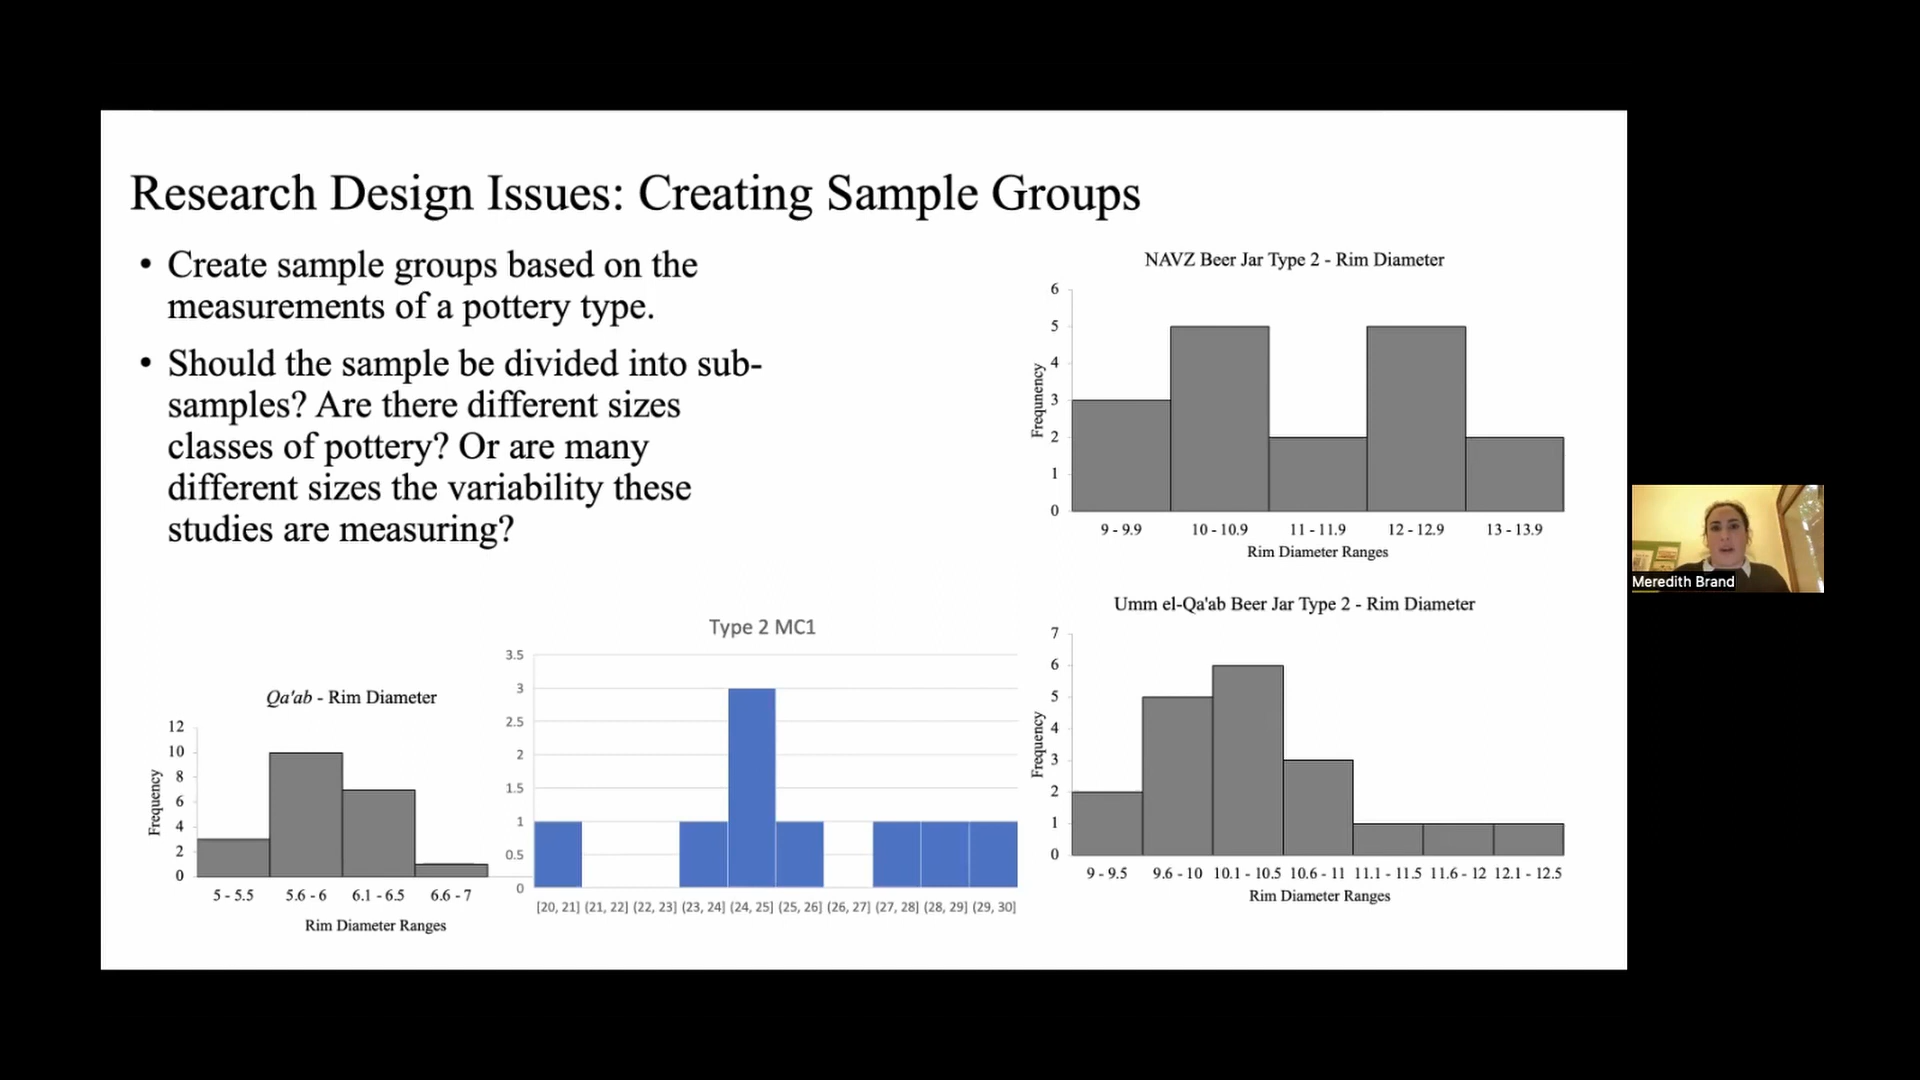 Research Design Issues: Creating Sample Groups
• Create sample groups based on the
measurements of a pottery type.
• Should the sample be divided into sub-
samples? Are there different sizes
classes of pottery? Or are many
different sizes the variability these
studies are measuring?
NAVZ Beer Jar Type 2 - Rim Diameter
Frequnency
6
5
4
3
2
1
0
9 - 9.9 10 - 10.9 11 - 11.9 12 - 12.9 13 - 13.9
Rim Diameter Ranges
Meredith Brand
Umm el-Qa'ab Beer Jar Type 2 - Rim Diameter
Frequency
7
6
5
4
3
2
1
0
9 - 9.5 9.6 - 10 10.1 - 10.5 10.6 - 11 11.1 - 11.5 11.6 - 12 12.1 - 12.5
Rim Diameter Ranges
Type 2 MC1
3.5
3
2.5
2
1.5
1
0.5
0
[20, 21] (21, 22] (22, 23] (23, 24] (24, 25] (25, 26] (26, 27] (27, 28] (28, 29] (29, 30]
Qa'ab - Rim Diameter
Frequency
12
10
8
6
4
2
0
5 - 5.5 5.6 - 6 6.1 - 6.5 6.6 - 7
Rim Diameter Ranges